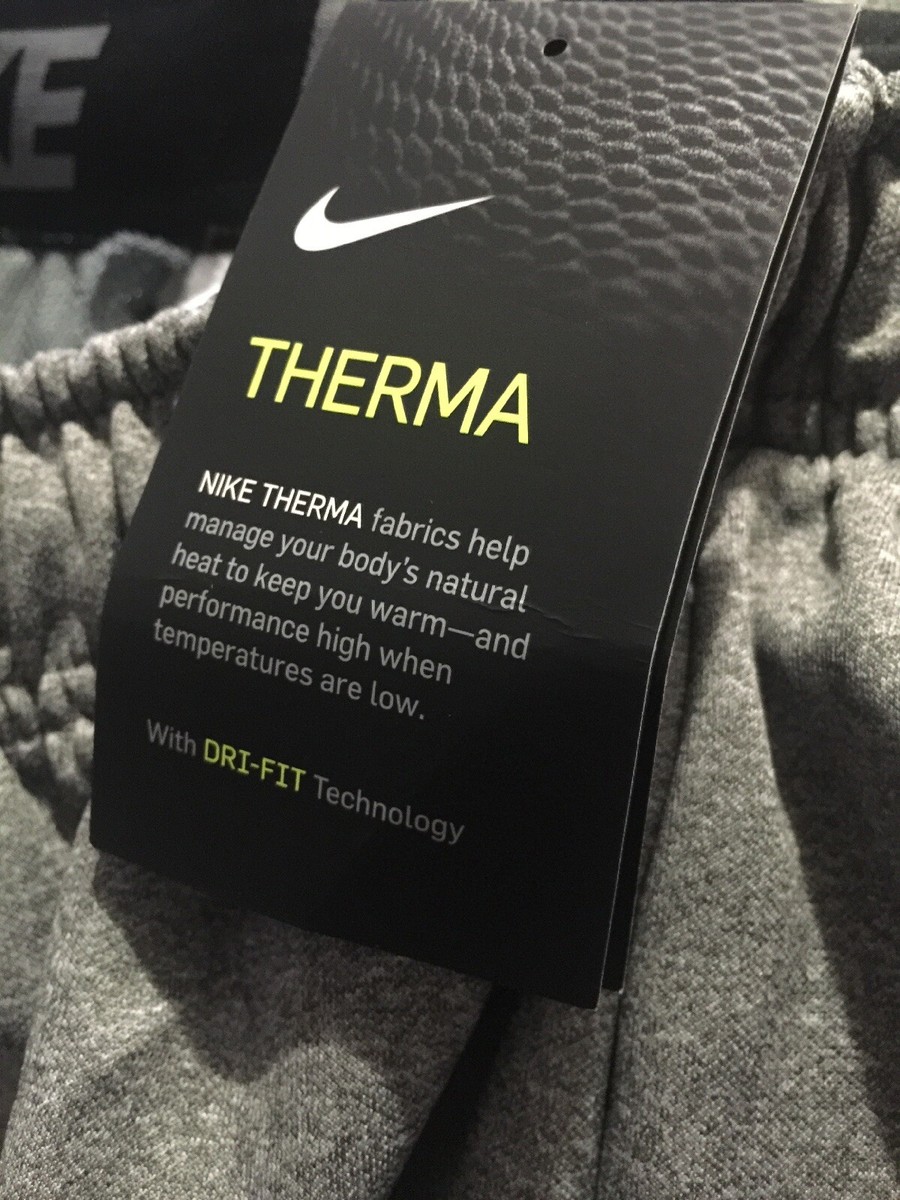 KE
THERMA
NIKE THERMA fabrics help
manage your body's natural
heat to keep you warm—and
performance high when
temperatures are low.
With DRI-FIT Technology